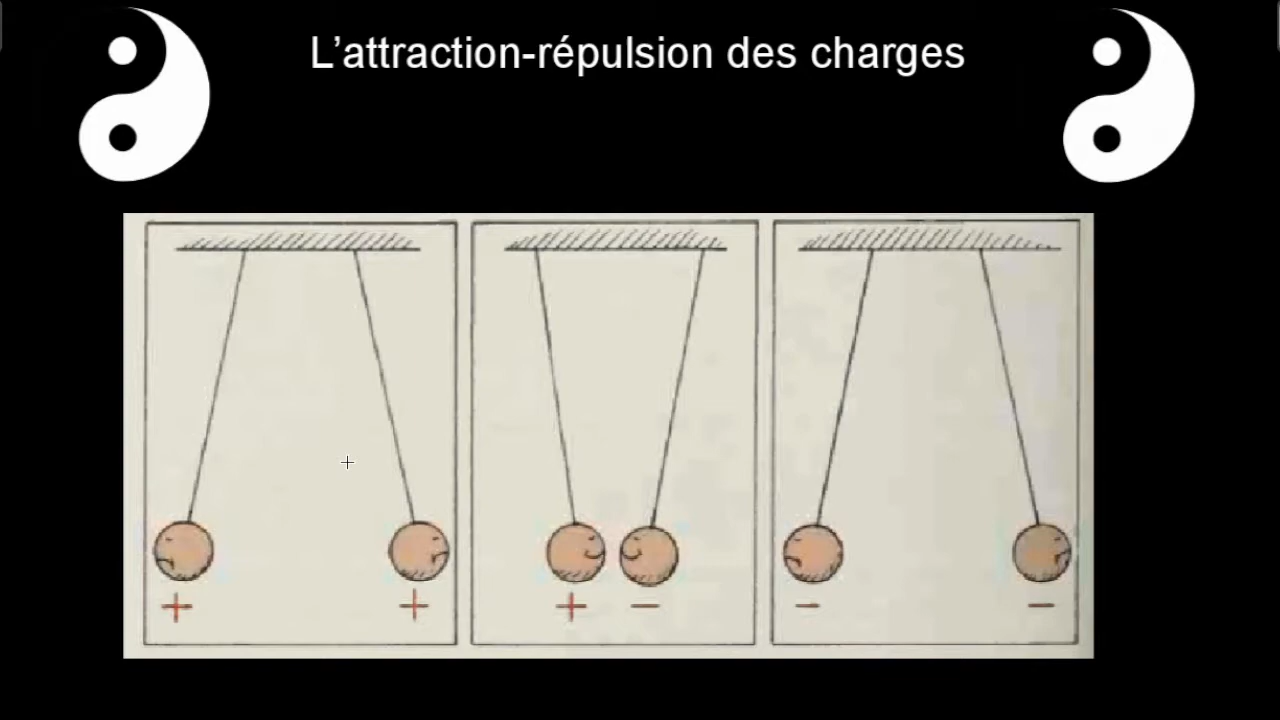 L’attraction-répulsion des charges
+ + + − − −